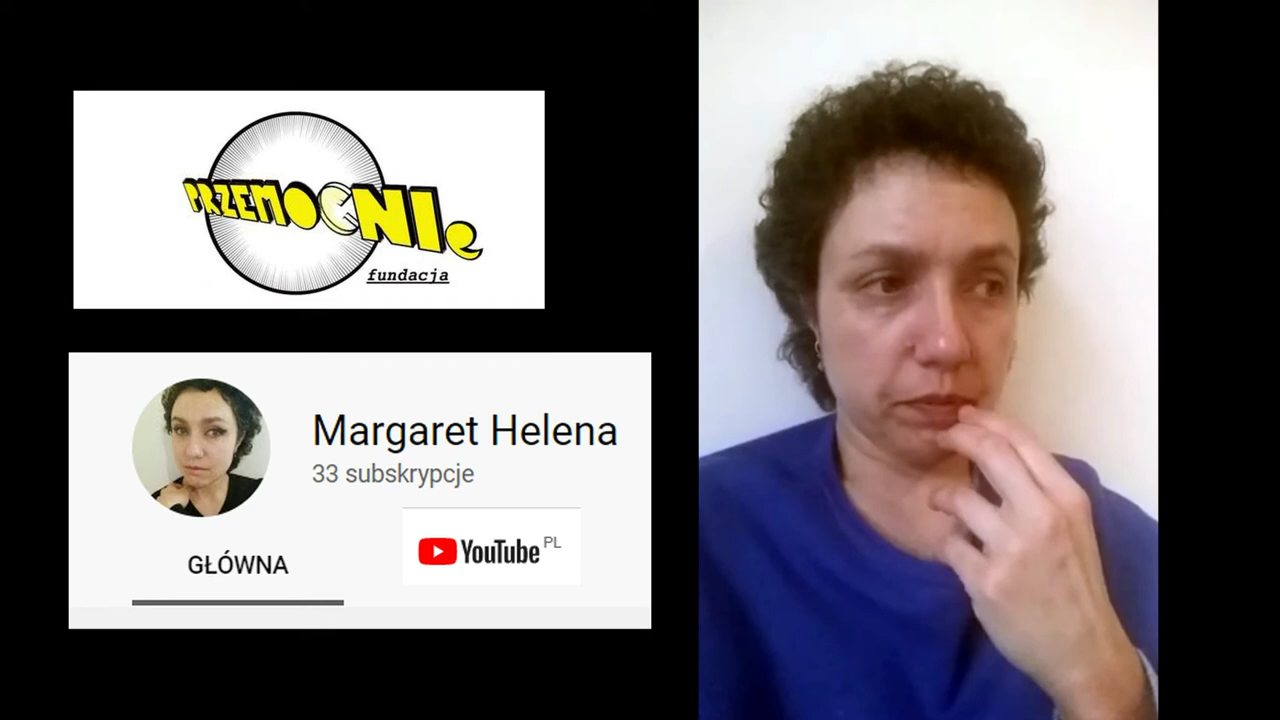 PRZEMOCNIe
fundacja
Margaret Helena
33 subskrypcje
GŁÓWNA
YouTube PL